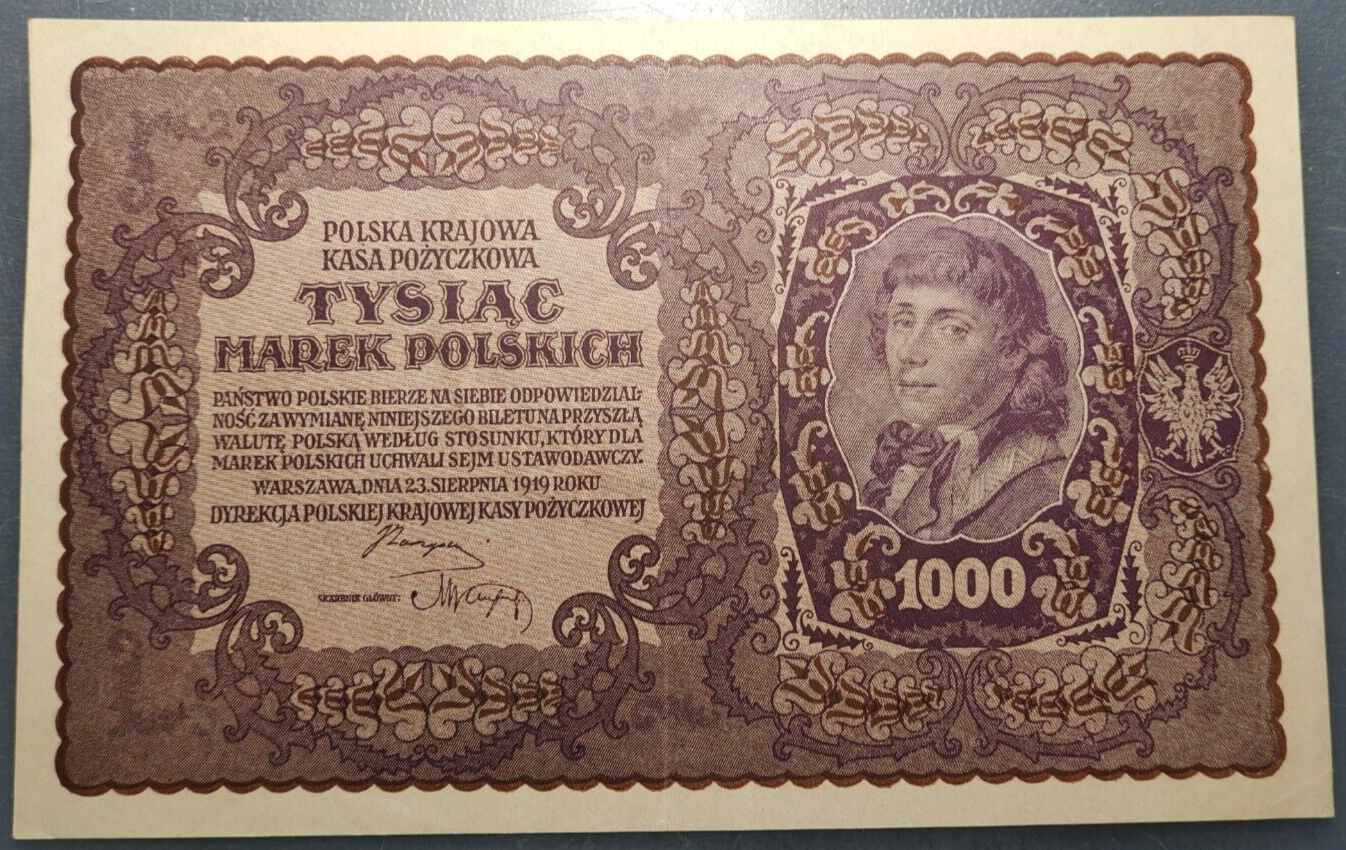 POLSKA KRAJOWA
KASA POŻYCZKOWA
TYSIĄC
MAREK POLSKICH
PAŃSTWO POLSKIE BIERZE NA SIEBIE ODPOWIEDZIAL-
NOŚĆ ZA WYMIANĘ NINIEJSZEGO BILETU NA PRZYSZŁĄ
WALUTĘ POLSKĄ WEDŁUG STOSUNKU, KTÓRY DLA
MAREK POLSKICH UCHWALI SEJM USTAWODAWCZY.
WARSZAWA, DNIA 23. SIERPNIA 1919 ROKU
DYREKCJA POLSKIEJ KRAJOWEJ KASY POŻYCZKOWEJ
SKARBNIK GŁÓWNY:
1000